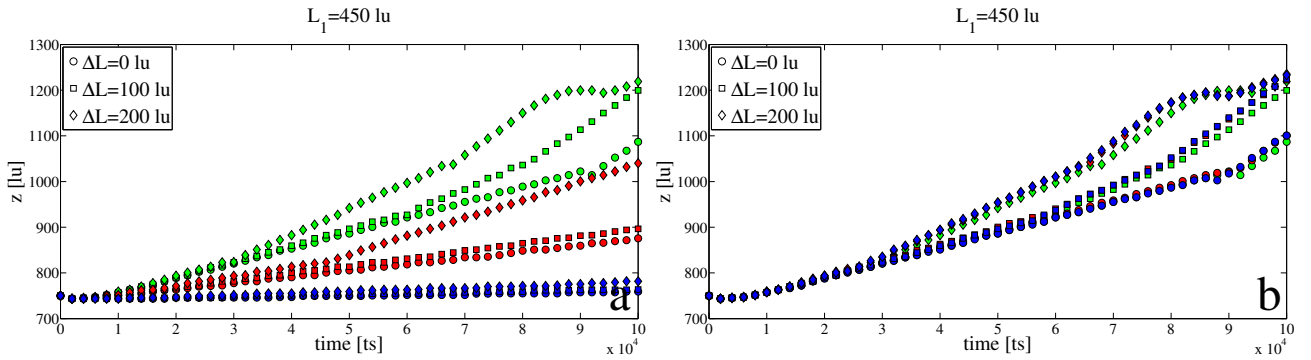 L_1=450 lu
1300
1200
1100
1000
900
800
700
z [lu]
ΔL=0 lu
ΔL=100 lu
ΔL=200 lu
a
0 1 2 3 4 5 6 7 8 9 10
time [ts]
x 10^4
L_1=450 lu
1300
1200
1100
1000
900
800
700
z [lu]
ΔL=0 lu
ΔL=100 lu
ΔL=200 lu
b
0 1 2 3 4 5 6 7 8 9 10
time [ts]
x 10^4